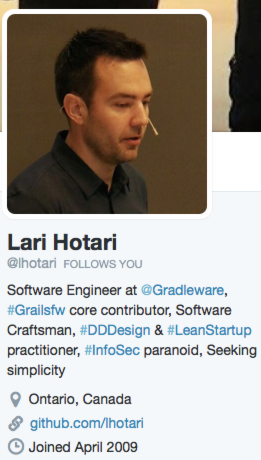 Lari Hotari
@lhotari FOLLOWS YOU
Software Engineer at @Gradleware,
#Grailsfw core contributor, Software
Craftsman, #DDDesign & #LeanStartup
practitioner, #InfoSec paranoid, Seeking
simplicity
Ontario, Canada
github.com/lhotari
Joined April 2009